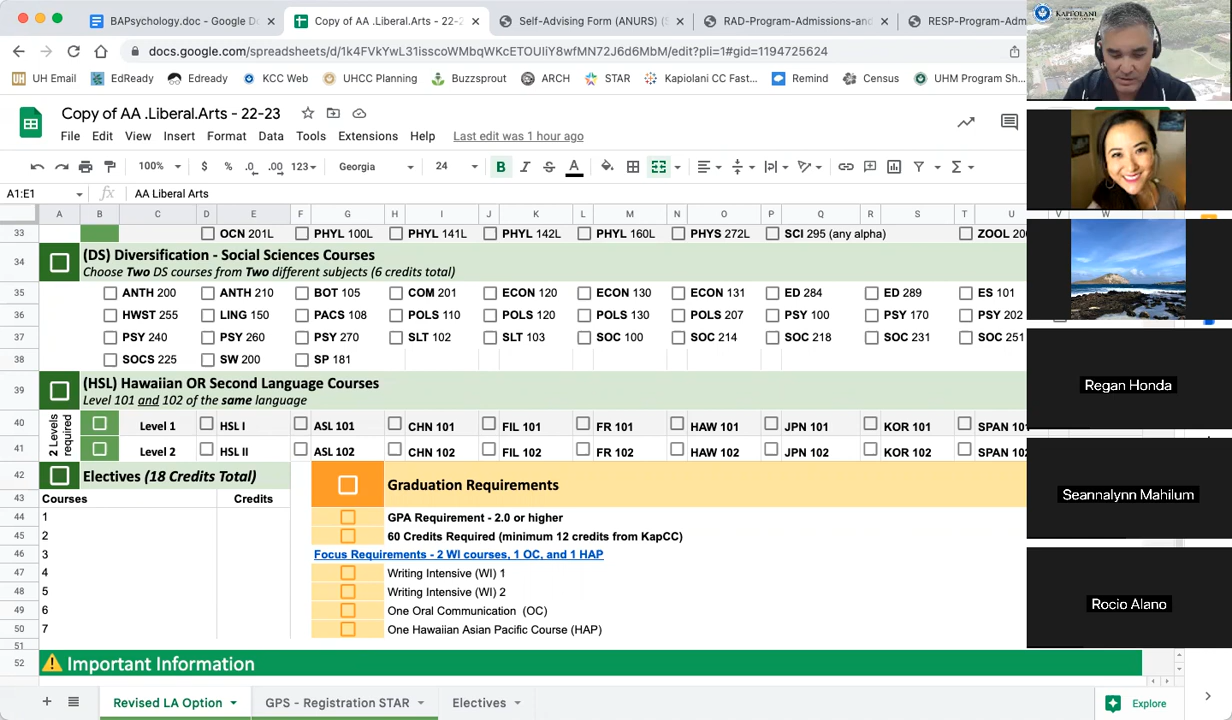 BAPsychology.doc - Google D
Copy of AA .Liberal.Arts - 22-2
Self-Advising Form (ANURS) (S
RAD-Program-Admissions-and
RESP-Program-Adm
docs.google.com/spreadsheets/d/1k4FVkYwL31isscoWMbqWKcETOUIiY8wfMN72J6d6MbM/edit?pli=1#gid=1194725624
UH Email EdReady Edready KCC Web UHCC Planning Buzzsprout ARCH STAR Kapiolani CC Fast... Remind Census UHM Program Sh...
Copy of AA .Liberal.Arts - 22-23
File Edit View Insert Format Data Tools Extensions Help Last edit was 1 hour ago
100% $ % .0 .00 123 Georgia 24 B I S A
A1:E1 fx AA Liberal Arts
A B C D E F G H I J K L M N O P Q R S T U V W
33 OCN 201L PHYL 100L PHYL 141L PHYL 142L PHYL 160L PHYS 272L SCI 295 (any alpha) ZOOL 20
34 (DS) Diversification - Social Sciences Courses
Choose Two DS courses from Two different subjects (6 credits total)
35 ANTH 200 ANTH 210 BOT 105 COM 201 ECON 120 ECON 130 ECON 131 ED 284 ED 289 ES 101
36 HWST 255 LING 150 PACS 108 POLS 110 POLS 120 POLS 130 POLS 207 PSY 100 PSY 170 PSY 202
37 PSY 240 PSY 260 PSY 270 SLT 102 SLT 103 SOC 100 SOC 214 SOC 218 SOC 231 SOC 251
38 SOCS 225 SW 200 SP 181
39 (HSL) Hawaiian OR Second Language Courses
Level 101 and 102 of the same language
2 Levels required
40 Level 1 HSL I ASL 101 CHN 101 FIL 101 FR 101 HAW 101 JPN 101 KOR 101 SPAN 101
41 Level 2 HSL II ASL 102 CHN 102 FIL 102 FR 102 HAW 102 JPN 102 KOR 102 SPAN 102
42 Electives (18 Credits Total) Graduation Requirements
43 Courses Credits
44 1 GPA Requirement - 2.0 or higher
45 2 60 Credits Required (minimum 12 credits from KapCC)
46 3 Focus Requirements - 2 WI courses, 1 OC, and 1 HAP
47 4 Writing Intensive (WI) 1
48 5 Writing Intensive (WI) 2
49 6 One Oral Communication (OC)
50 7 One Hawaiian Asian Pacific Course (HAP)
51
52 Important Information
Revised LA Option GPS - Registration STAR Electives Explore
KAPI'OLANI
Regan Honda
Seannalynn Mahilum
Rocio Alano